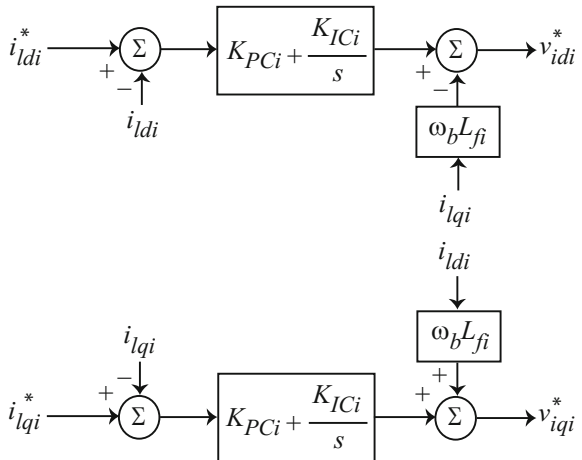 i*ldi + − Σ KPCi + KICi/s + − Σ v*idi
ildi
ωbLfi
ilqi
ildi
ωbLfi
ilqi
i*lqi + − Σ KPCi + KICi/s + + Σ v*iqi